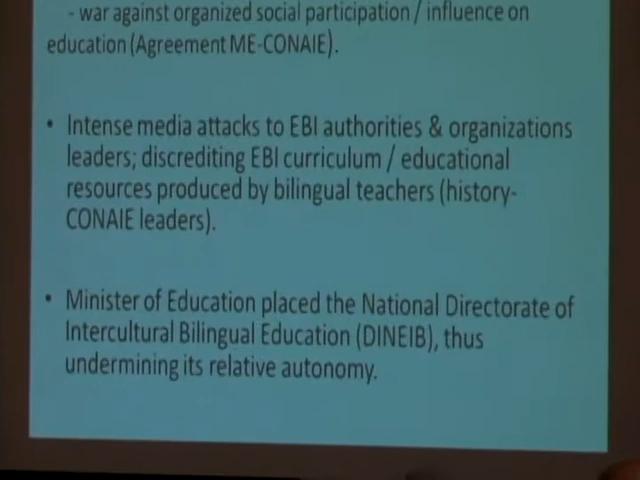 - war against organized social participation / influence on
education (Agreement ME-CONAIE).
• Intense media attacks to EBI authorities & organizations
leaders; discrediting EBI curriculum / educational
resources produced by bilingual teachers (history-
CONAIE leaders).
• Minister of Education placed the National Directorate of
Intercultural Bilingual Education (DINEIB), thus
undermining its relative autonomy.